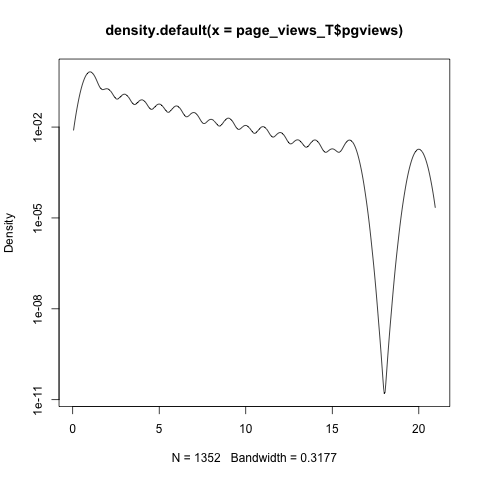 density.default(x = page_views_T$pgviews)
Density
1e-02
1e-05
1e-08
1e-11
0 5 10 15 20
N = 1352 Bandwidth = 0.3177